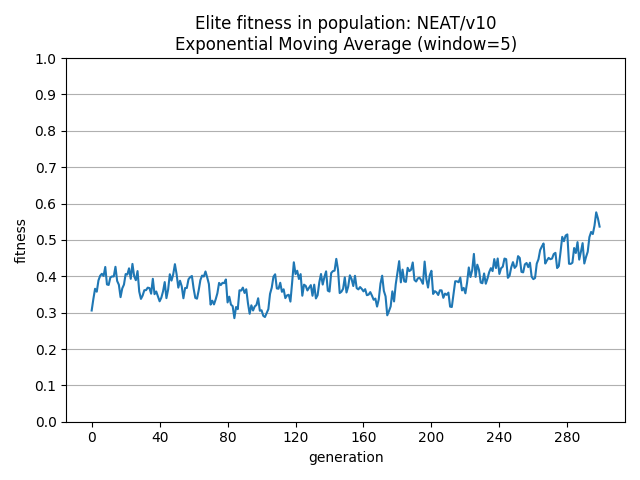 Elite fitness in population: NEAT/v10
Exponential Moving Average (window=5)
1.0
0.9
0.8
0.7
0.6
0.5
0.4
0.3
0.2
0.1
0.0
fitness
0 40 80 120 160 200 240 280
generation